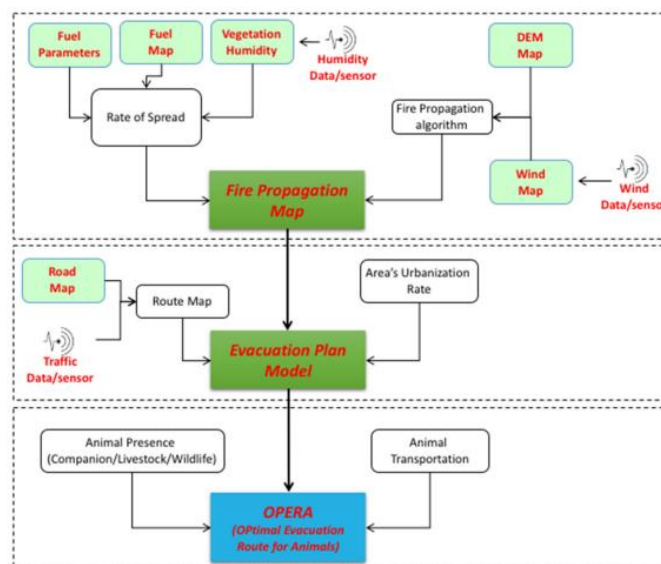 Fuel
Parameters
Fuel
Map
Vegetation
Humidity
Humidity
Data/sensor
DEM
Map
Rate of Spread
Fire Propagation
algorithm
Wind
Map
Wind
Data/sensor
Fire Propagation
Map
Road
Map
Route Map
Area's Urbanization
Rate
Traffic
Data/sensor
Evacuation Plan
Model
Animal Presence
(Companion/Livestock/Wildlife)
Animal
Transportation
OPERA
(OPtimal Evacuation
Route for Animals)